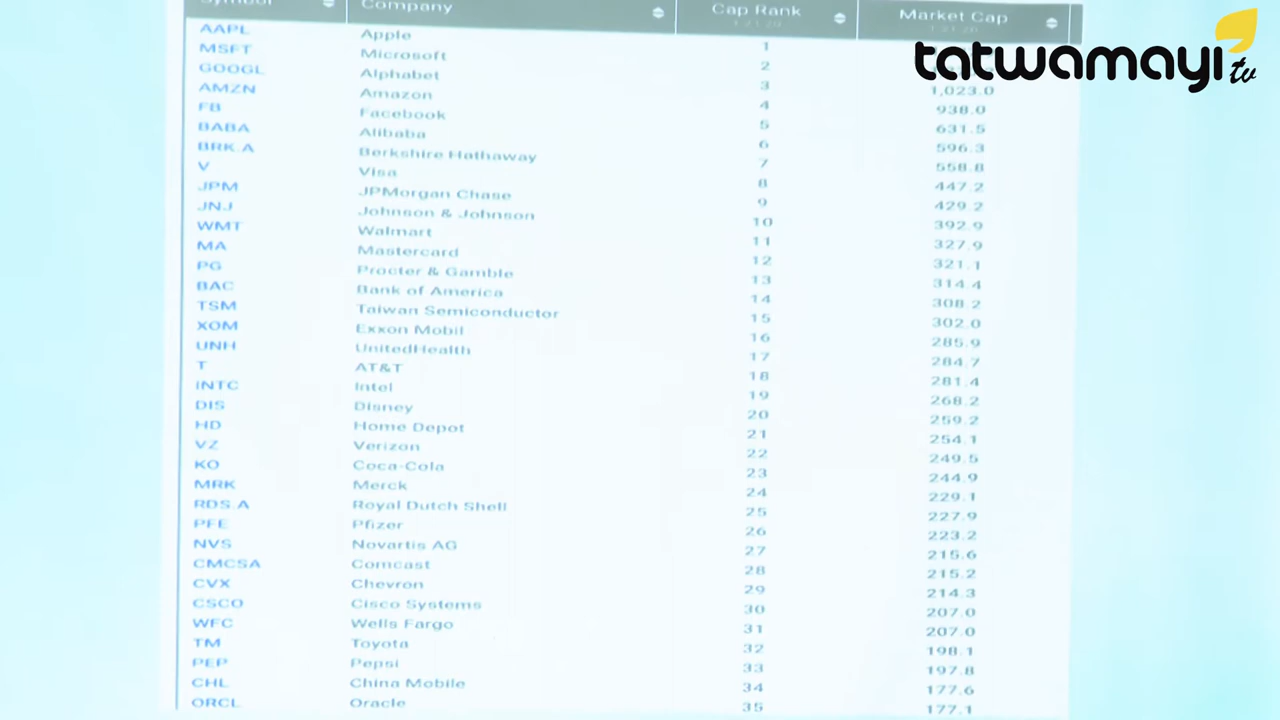 Symbol Company Cap Rank Market Cap
tatwamayi tv
AAPL Apple 1
MSFT Microsoft 2
GOOGL Alphabet 3 1,023.0
AMZN Amazon 4 938.0
FB Facebook 5 631.5
BABA Alibaba 6 596.3
BRK.A Berkshire Hathaway 7 558.8
V Visa 8 447.2
JPM JPMorgan Chase 9 429.2
JNJ Johnson & Johnson 10 392.9
WMT Walmart 11 327.9
MA Mastercard 12 321.1
PG Procter & Gamble 13 314.4
BAC Bank of America 14 308.2
TSM Taiwan Semiconductor 15 302.0
XOM Exxon Mobil 16 285.9
UNH UnitedHealth 17 284.7
T AT&T 18 281.4
INTC Intel 19 268.2
DIS Disney 20 259.2
HD Home Depot 21 254.1
VZ Verizon 22 249.5
KO Coca-Cola 23 244.9
MRK Merck 24 229.1
RDS.A Royal Dutch Shell 25 227.9
PFE Pfizer 26 223.2
NVS Novartis AG 27 215.6
CMCSA Comcast 28 215.2
CVX Chevron 29 214.3
CSCO Cisco Systems 30 207.0
WFC Wells Fargo 31 207.0
TM Toyota 32 198.1
PEP Pepsi 33 197.8
CHL China Mobile 34 177.6
ORCL Oracle 35 177.1